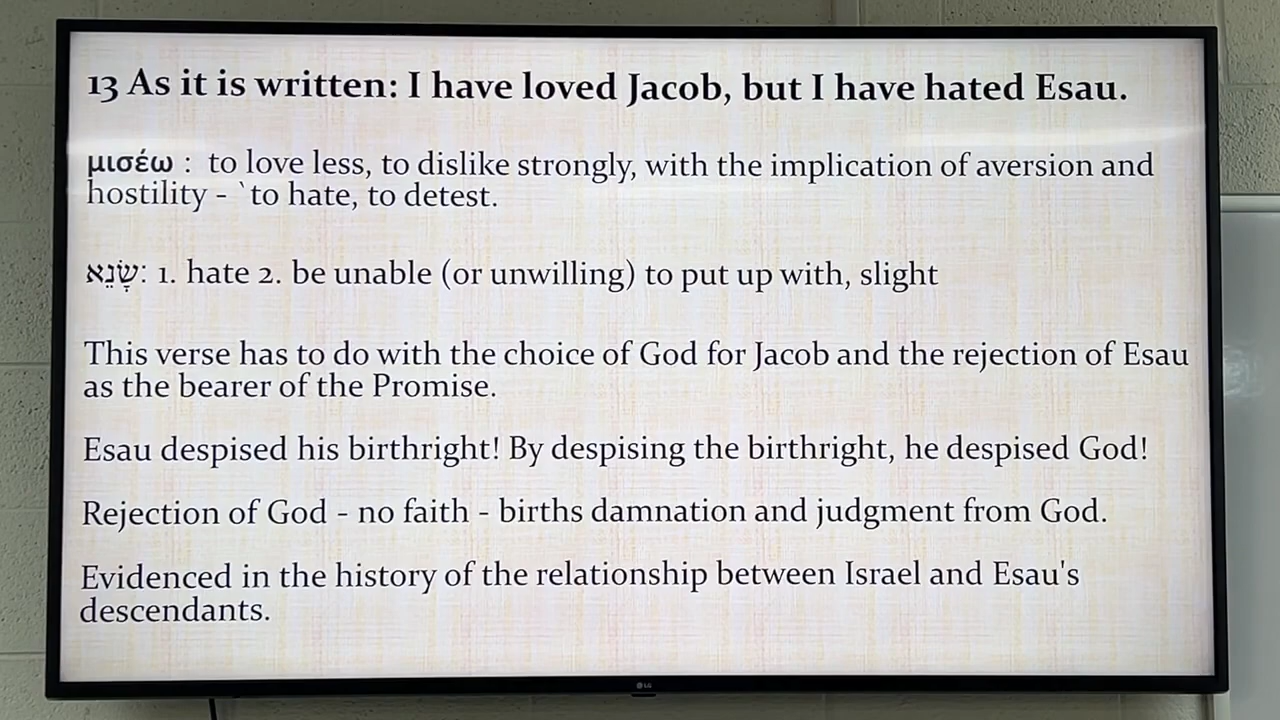 13 As it is written: I have loved Jacob, but I have hated Esau.
μισέω : to love less, to dislike strongly, with the implication of aversion and
hostility - `to hate, to detest.
שָׂנֵא: 1. hate 2. be unable (or unwilling) to put up with, slight
This verse has to do with the choice of God for Jacob and the rejection of Esau
as the bearer of the Promise.
Esau despised his birthright! By despising the birthright, he despised God!
Rejection of God - no faith - births damnation and judgment from God.
Evidenced in the history of the relationship between Israel and Esau's
descendants.
LG